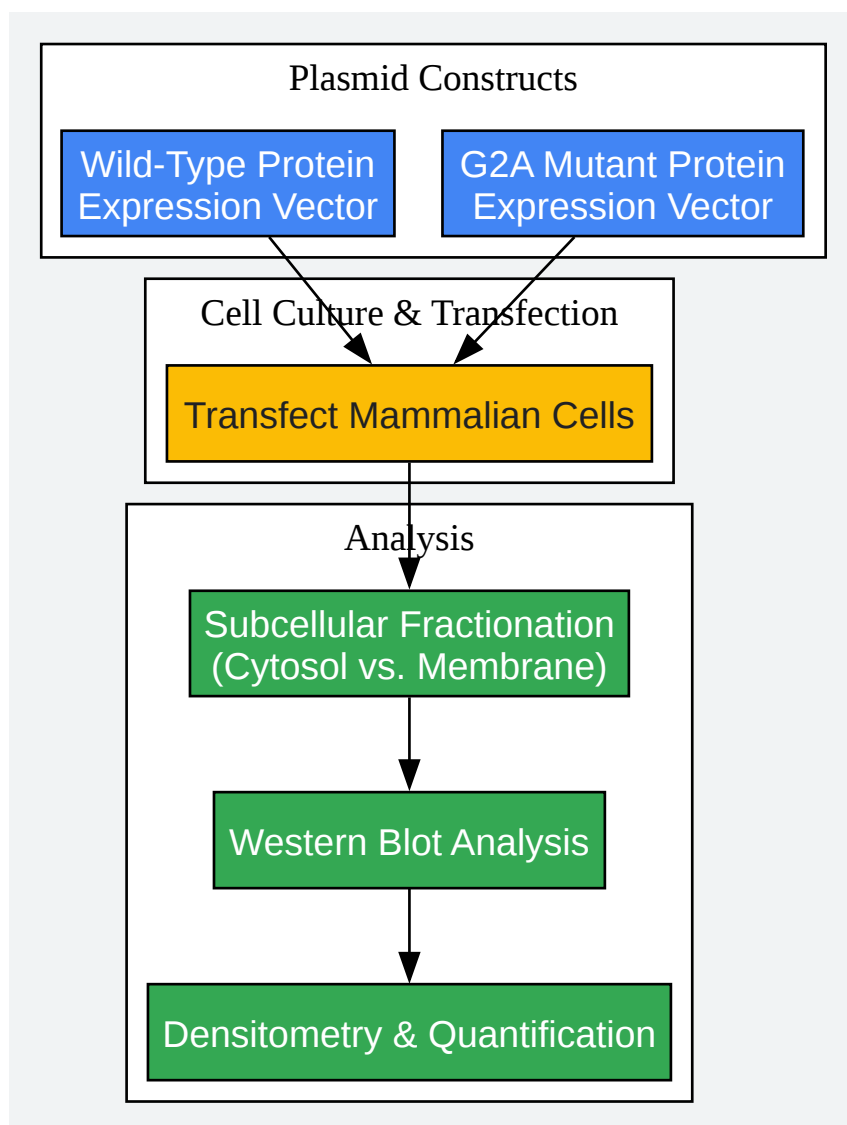 Plasmid Constructs
Wild-Type Protein
Expression Vector
G2A Mutant Protein
Expression Vector
Cell Culture & Transfection
Transfect Mammalian Cells
Analysis
Subcellular Fractionation
(Cytosol vs. Membrane)
Western Blot Analysis
Densitometry & Quantification